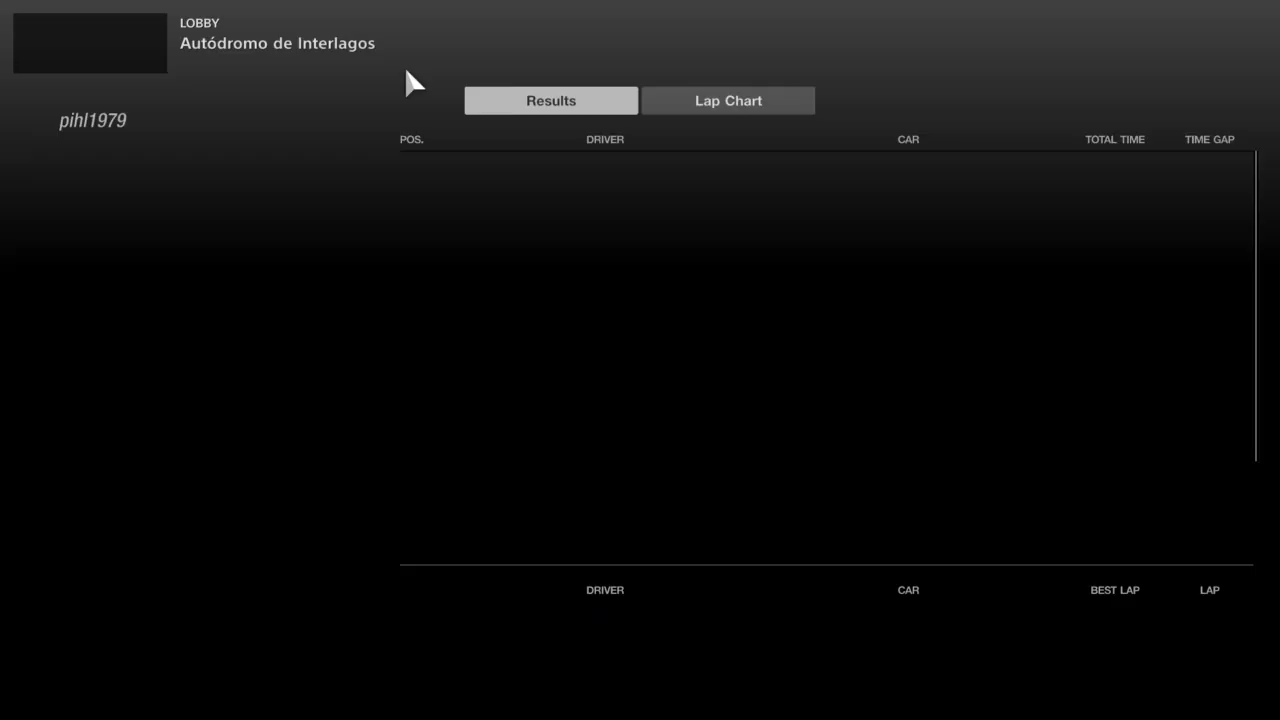 LOBBY
Autódromo de Interlagos
pihl1979
Results Lap Chart
POS. DRIVER CAR TOTAL TIME TIME GAP
DRIVER CAR BEST LAP LAP